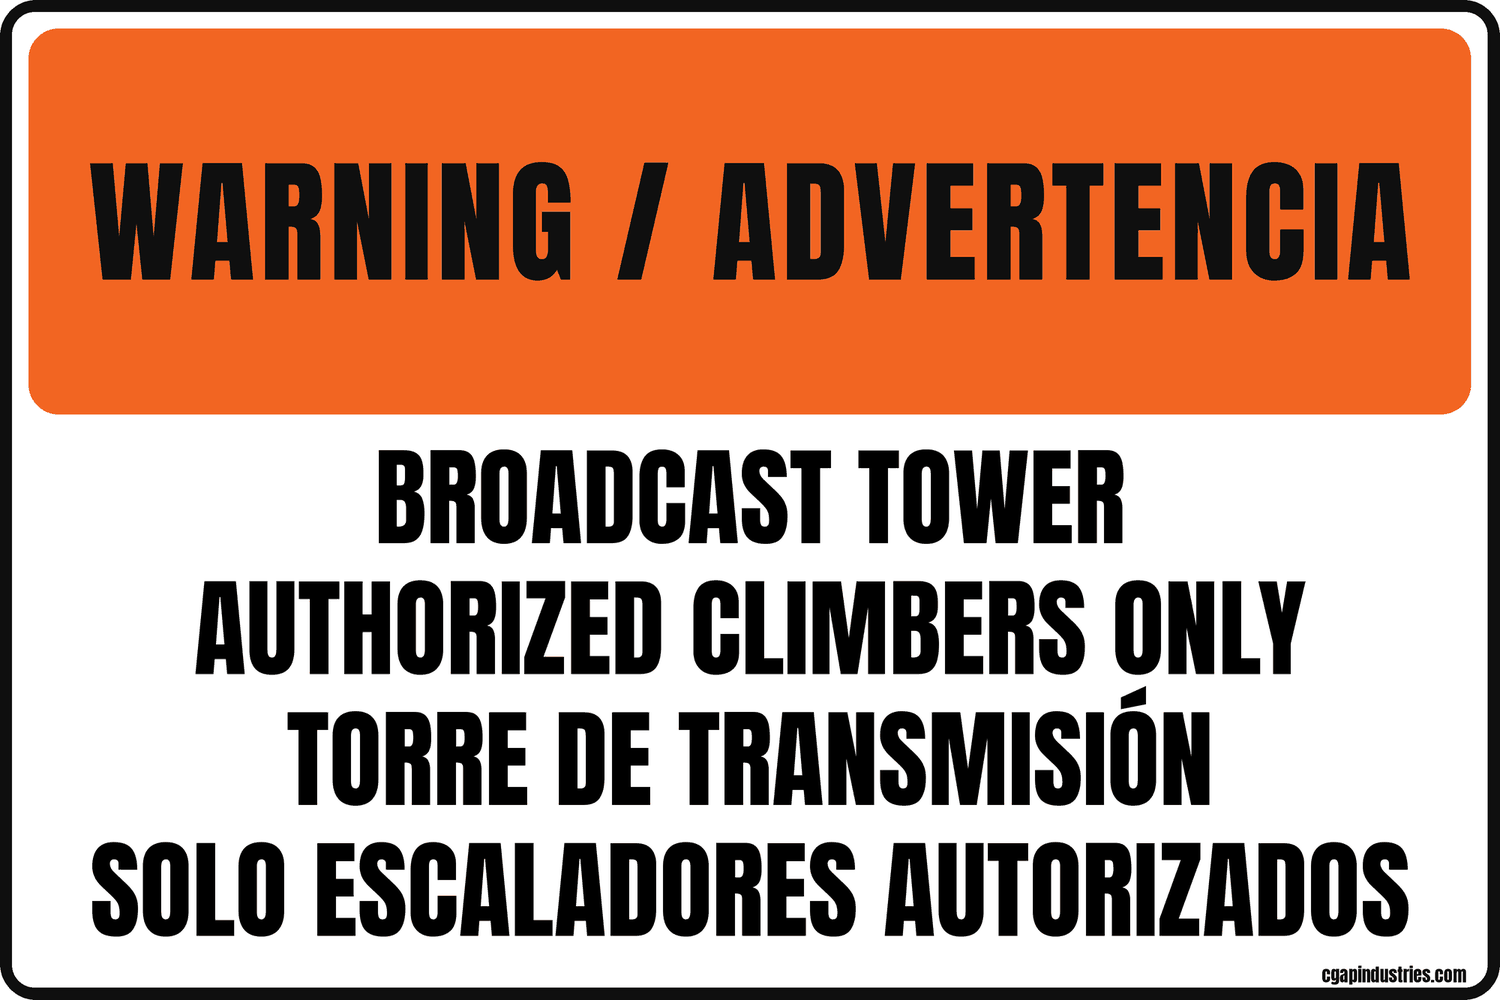 WARNING / ADVERTENCIA
BROADCAST TOWER
AUTHORIZED CLIMBERS ONLY
TORRE DE TRANSMISIÓN
SOLO ESCALADORES AUTORIZADOS
cgapindustries.com